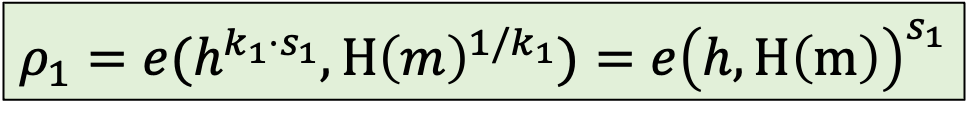 ρ₁ = e(h^{k₁·s₁}, H(m)^{1/k₁}) = e(h, H(m))^{s₁}